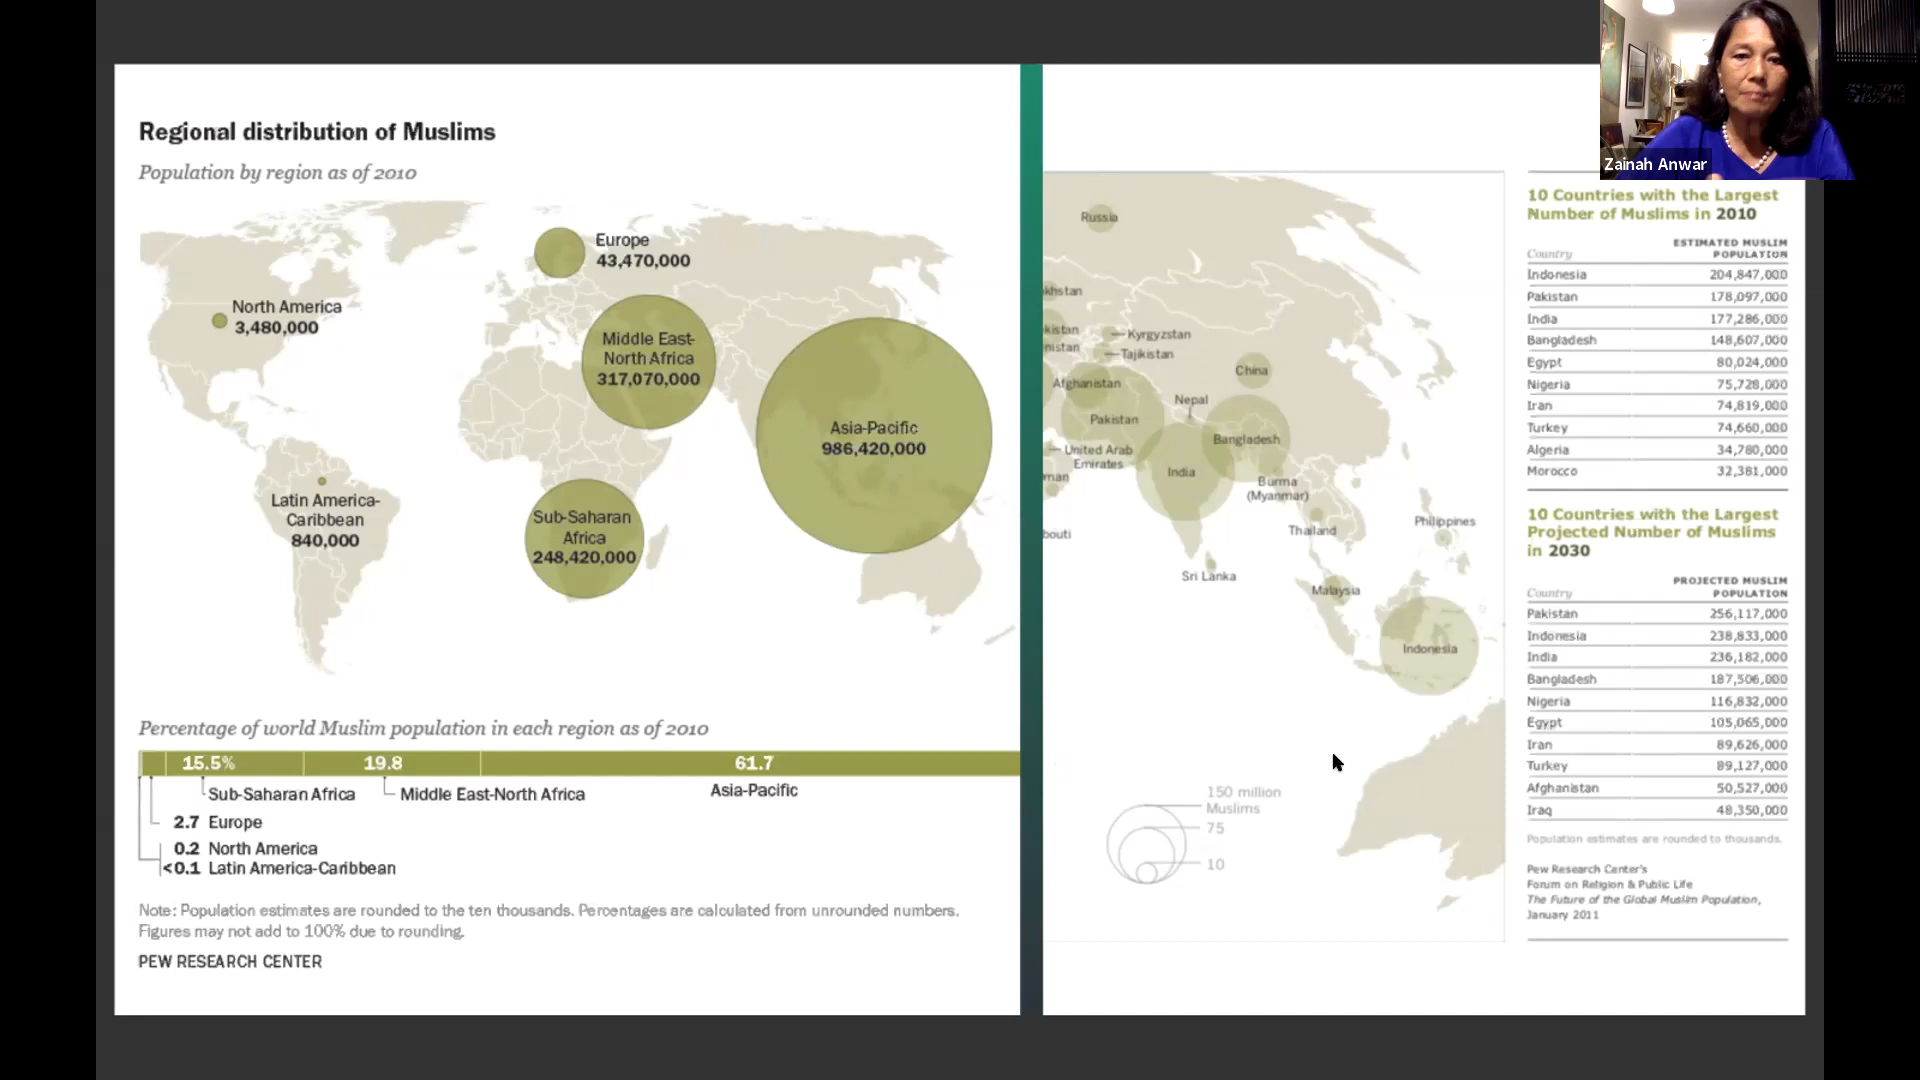 Regional distribution of Muslims
Population by region as of 2010
Europe
43,470,000
North America
3,480,000
Middle East-
North Africa
317,070,000
Asia-Pacific
986,420,000
Latin America-
Caribbean
840,000
Sub-Saharan
Africa
248,420,000
Percentage of world Muslim population in each region as of 2010
15.5%
19.8
61.7
Sub-Saharan Africa
Middle East-North Africa
Asia-Pacific
2.7 Europe
0.2 North America
<0.1 Latin America-Caribbean
Note: Population estimates are rounded to the ten thousands. Percentages are calculated from unrounded numbers.
Figures may not add to 100% due to rounding.
PEW RESEARCH CENTER
Russia
khstan
kistan
nistan
Kyrgyzstan
Tajikistan
China
Afghanistan
Nepal
Pakistan
Bangladesh
United Arab
Emirates
India
man
Burma
(Myanmar)
Thailand
Philippines
bouti
Sri Lanka
Malaysia
Indonesia
150 million
Muslims
75
10
Zainah Anwar
10 Countries with the Largest
Number of Muslims in 2010
ESTIMATED MUSLIM
Country POPULATION
Indonesia 204,847,000
Pakistan 178,097,000
India 177,286,000
Bangladesh 148,607,000
Egypt 80,024,000
Nigeria 75,728,000
Iran 74,819,000
Turkey 74,660,000
Algeria 34,780,000
Morocco 32,381,000
10 Countries with the Largest
Projected Number of Muslims
in 2030
PROJECTED MUSLIM
Country POPULATION
Pakistan 256,117,000
Indonesia 238,833,000
India 236,182,000
Bangladesh 187,506,000
Nigeria 116,832,000
Egypt 105,065,000
Iran 89,626,000
Turkey 89,127,000
Afghanistan 50,527,000
Iraq 48,350,000
Population estimates are rounded to thousands.
Pew Research Center's
Forum on Religion & Public Life
The Future of the Global Muslim Population,
January 2011